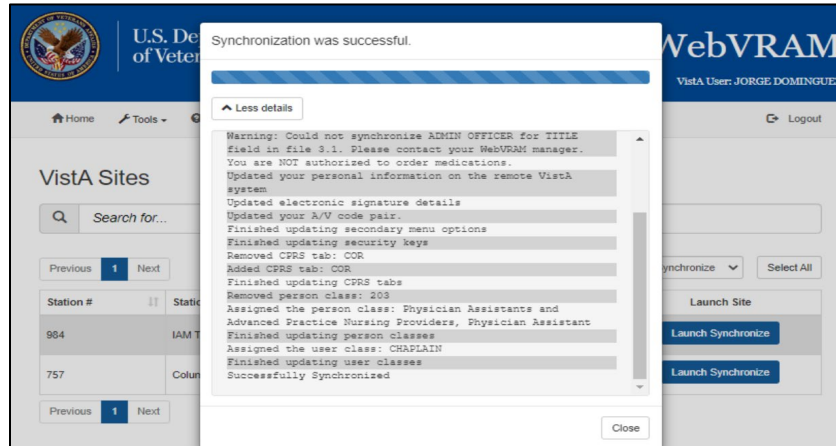 U.S. De
of Veter
WebVRAM
VistA User: JORGE DOMINGUE
Home Tools Logout
Synchronization was successful.
Less details
Warning: Could not synchronize ADMIN OFFICER for TITLE
field in file 3.1. Please contact your WebVRAM manager.
You are NOT authorized to order medications.
Updated your personal information on the remote VistA
system
Updated electronic signature details
Updated your A/V code pair.
Finished updating secondary menu options
Finished updating security keys
Removed CPRS tab: COR
Added CPRS tab: COR
Finished updating CPRS tabs
Removed person class: 203
Assigned the person class: Physician Assistants and
Advanced Practice Nursing Providers, Physician Assistant
Finished updating person classes
Assigned the user class: CHAPLAIN
Finished updating user classes
Successfully Synchronized
Close
VistA Sites
Search for...
Previous 1 Next
ynchronize Select All
Station # Static Launch Site
984 IAM T Launch Synchronize
757 Colun Launch Synchronize
Previous 1 Next